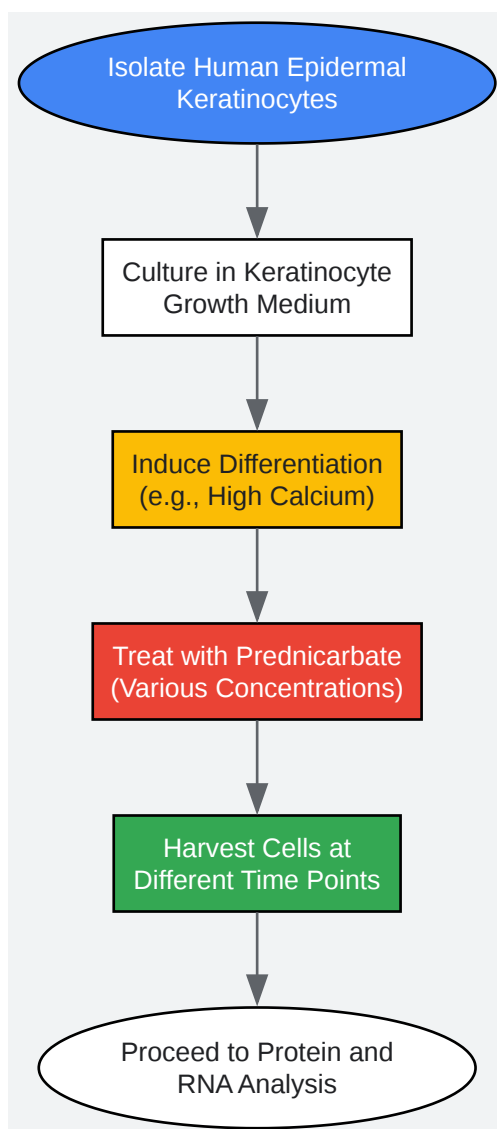 Isolate Human Epidermal
Keratinocytes
Culture in Keratinocyte
Growth Medium
Induce Differentiation
(e.g., High Calcium)
Treat with Prednicarbate
(Various Concentrations)
Harvest Cells at
Different Time Points
Proceed to Protein and
RNA Analysis